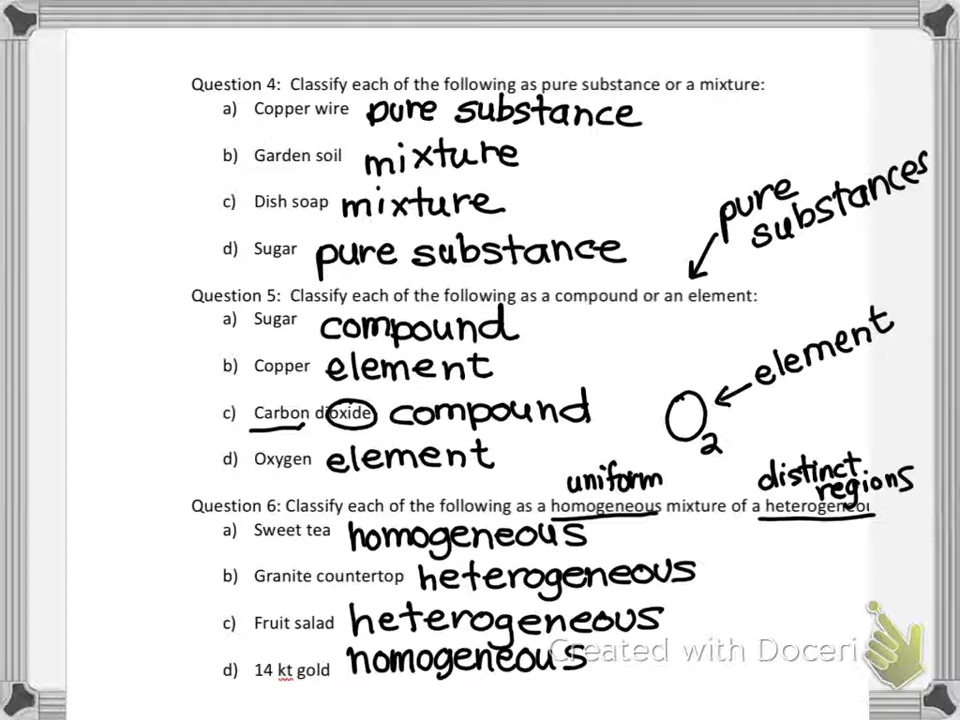 Question 4: Classify each of the following as pure substance or a mixture:
a) Copper wire pure substance
b) Garden soil mixture
c) Dish soap mixture
pure
substances
d) Sugar pure substance
Question 5: Classify each of the following as a compound or an element:
a) Sugar compound
b) Copper element
element
c) Carbon dioxide compound
O2
d) Oxygen element
uniform distinct
regions
Question 6: Classify each of the following as a homogeneous mixture of a heterogeneou
a) Sweet tea homogeneous
b) Granite countertop heterogeneous
c) Fruit salad heterogeneous
Created with Doceri
d) 14 kt gold homogeneous